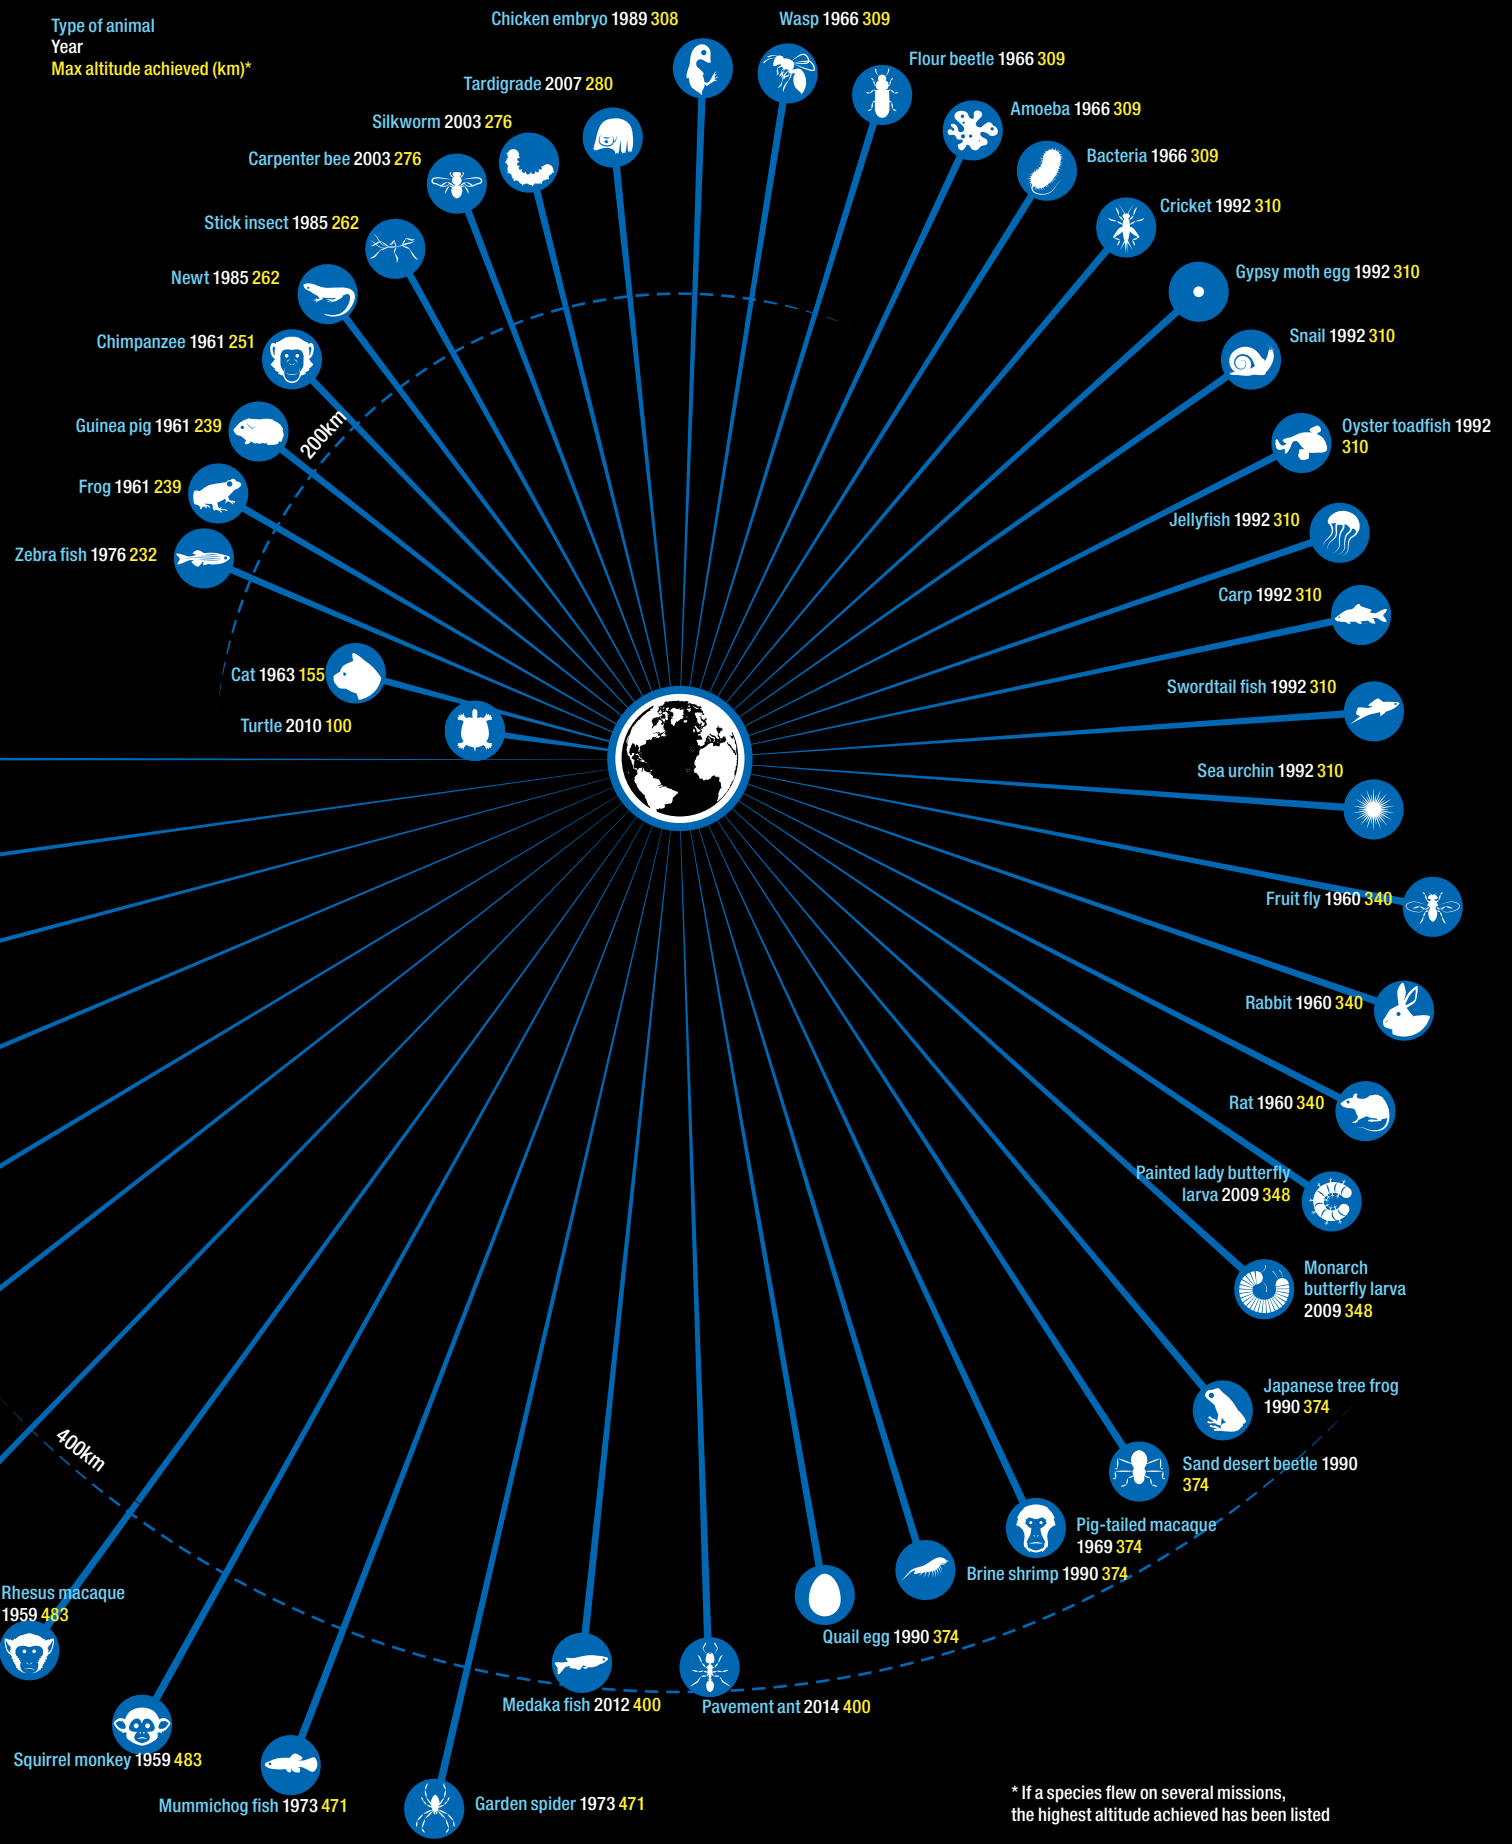 Type of animal
Year
Max altitude achieved (km)*
Chicken embryo 1989 308
Wasp 1966 309
Flour beetle 1966 309
Tardigrade 2007 280
Amoeba 1966 309
Silkworm 2003 276
Bacteria 1966 309
Carpenter bee 2003 276
Cricket 1992 310
Stick insect 1985 262
Gypsy moth egg 1992 310
Newt 1985 262
Snail 1992 310
Chimpanzee 1961 251
Guinea pig 1961 239
200km
Oyster toadfish 1992
310
Frog 1961 239
Jellyfish 1992 310
Zebra fish 1976 232
Carp 1992 310
Cat 1963 155
Swordtail fish 1992 310
Turtle 2010 100
Sea urchin 1992 310
Fruit fly 1960 340
Rabbit 1960 340
Rat 1960 340
Painted lady butterfly
larva 2009 348
Monarch
butterfly larva
2009 348
Japanese tree frog
1990 374
400km
Sand desert beetle 1990
374
Pig-tailed macaque
1969 374
Brine shrimp 1990 374
Rhesus macaque
1959 483
Quail egg 1990 374
Medaka fish 2012 400
Pavement ant 2014 400
Squirrel monkey 1959 483
Mummichog fish 1973 471
Garden spider 1973 471
* If a species flew on several missions,
the highest altitude achieved has been listed